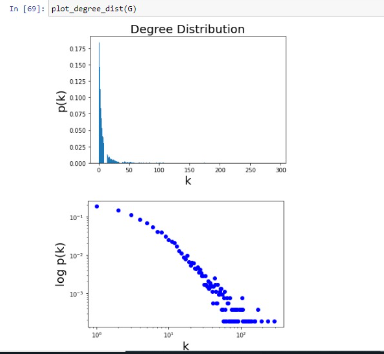 In [69]: plot_degree_dist(G)
Degree Distribution
0.175
0.150
0.125
0.100
0.075
0.050
0.025
0.000
p(k)
0 50 100 150 200 250 300
k
10⁻¹
10⁻²
10⁻³
log p(k)
10⁰ 10¹ 10²
k